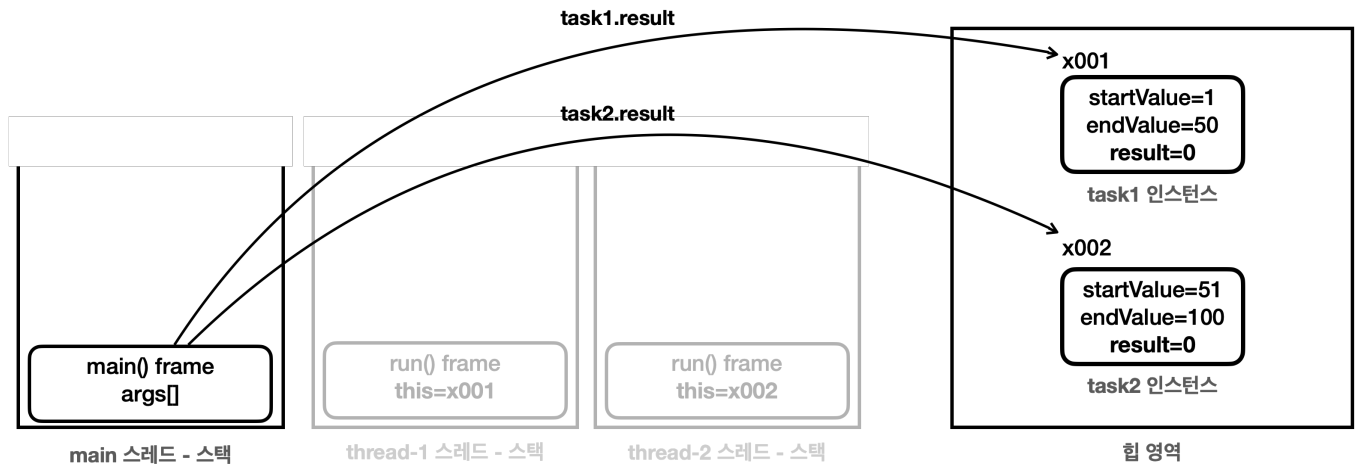 task1.result
task2.result
x001
startValue=1
endValue=50
result=0
task1 인스턴스
x002
startValue=51
endValue=100
result=0
task2 인스턴스
main() frame
args[]
run() frame
this=x001
run() frame
this=x002
main 스레드 - 스택
thread-1 스레드 - 스택
thread-2 스레드 - 스택
힙 영역